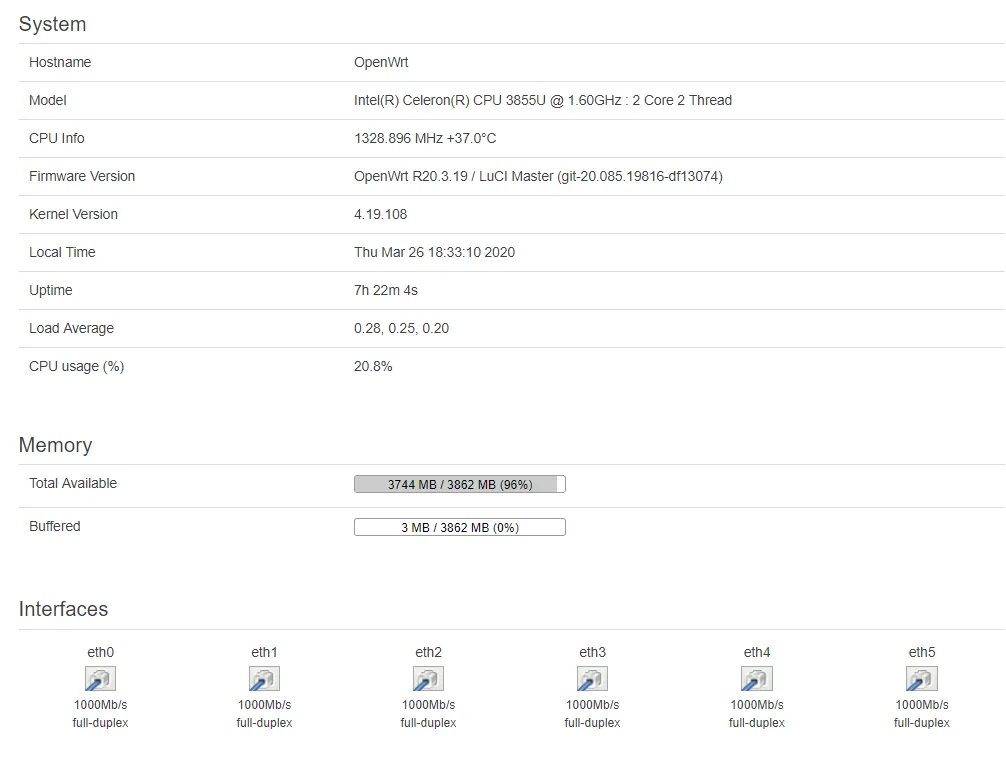 System
Hostname OpenWrt
Model Intel(R) Celeron(R) CPU 3855U @ 1.60GHz : 2 Core 2 Thread
CPU Info 1328.896 MHz +37.0°C
Firmware Version OpenWrt R20.3.19 / LuCI Master (git-20.085.19816-df13074)
Kernel Version 4.19.108
Local Time Thu Mar 26 18:33:10 2020
Uptime 7h 22m 4s
Load Average 0.28, 0.25, 0.20
CPU usage (%) 20.8%
Memory
Total Available 3744 MB / 3862 MB (96%)
Buffered 3 MB / 3862 MB (0%)
Interfaces
eth0 eth1 eth2 eth3 eth4 eth5
1000Mb/s 1000Mb/s 1000Mb/s 1000Mb/s 1000Mb/s 1000Mb/s
full-duplex full-duplex full-duplex full-duplex full-duplex full-duplex